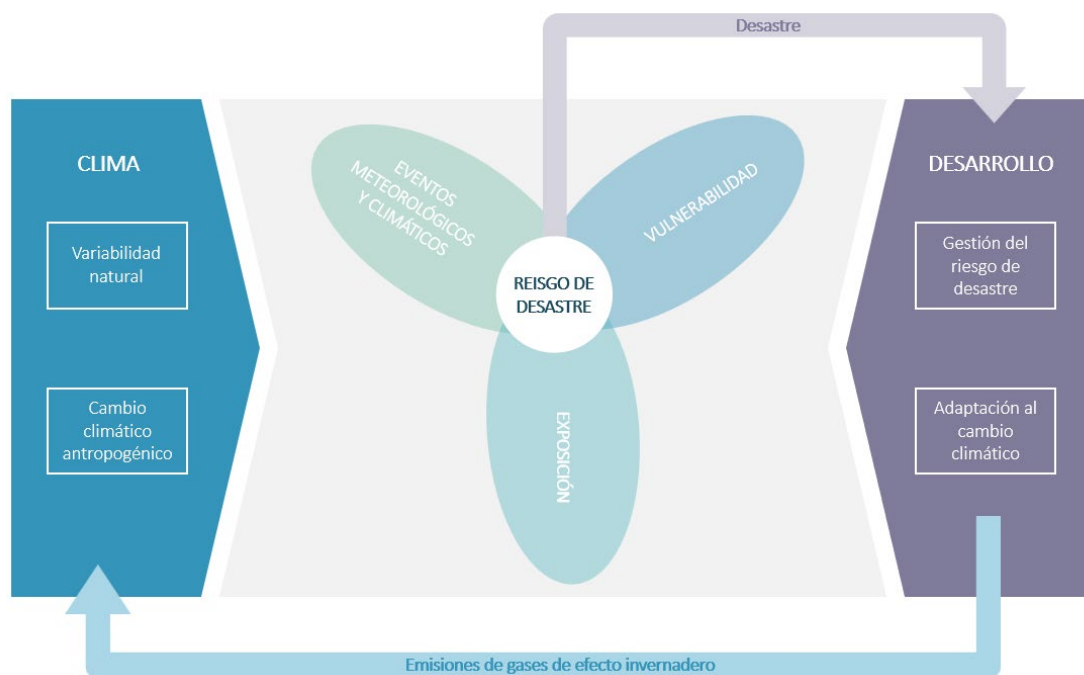 Desastre
CLIMA
Variabilidad
natural
Cambio
climático
antropogénico
EVENTOS
METEOROLÓGICOS
Y CLIMÁTICOS
VULNERABILIDAD
REISGO DE
DESASTRE
EXPOSICIÓN
DESARROLLO
Gestión del
riesgo de
desastre
Adaptación al
cambio
climático
Emisiones de gases de efecto invernadero